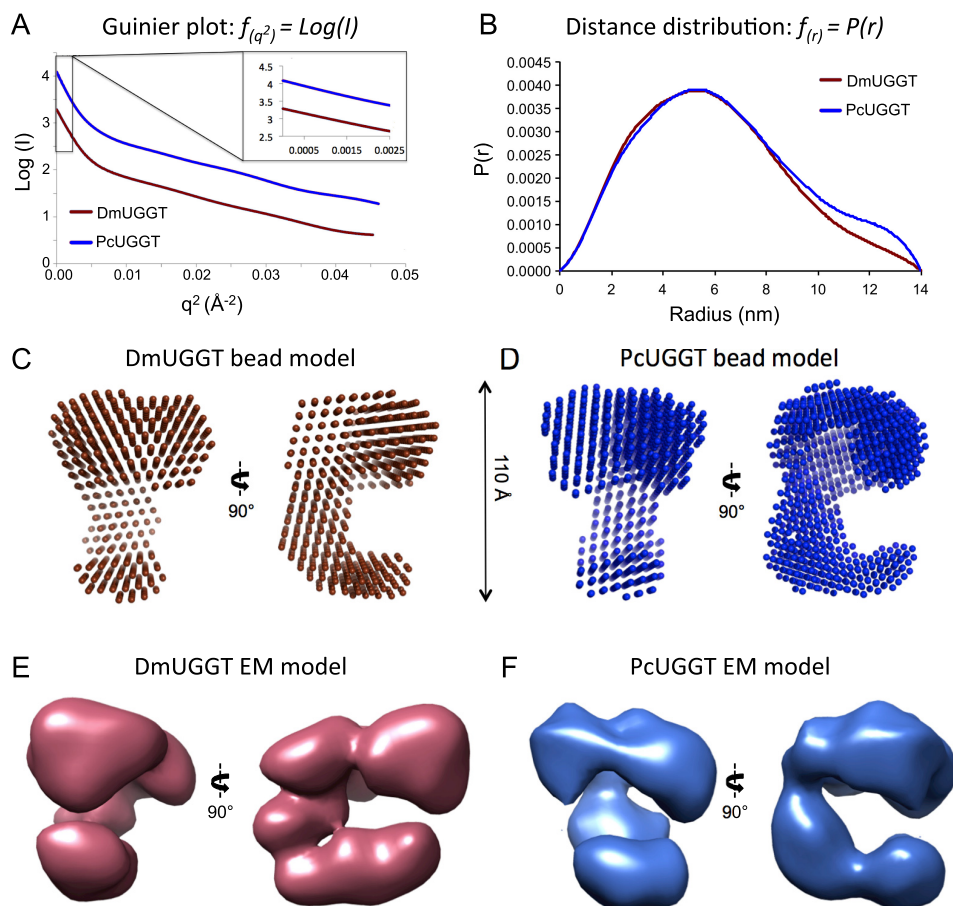 A
Guinier plot: f(q²) = Log(I)
Log (I)
4
3
2
1
0
0.00
0.01
0.02
0.03
0.04
0.05
q² (Å⁻²)
DmUGGT
PcUGGT
4.5
4
3.5
3
2.5
0.0005
0.0015
0.0025
B
Distance distribution: f(r) = P(r)
P(r)
0.0045
0.0040
0.0035
0.0030
0.0025
0.0020
0.0015
0.0010
0.0005
0.0000
0
2
4
6
8
10
12
14
Radius (nm)
DmUGGT
PcUGGT
C
DmUGGT bead model
90°
110 Å
D
PcUGGT bead model
90°
E
DmUGGT EM model
90°
F
PcUGGT EM model
90°